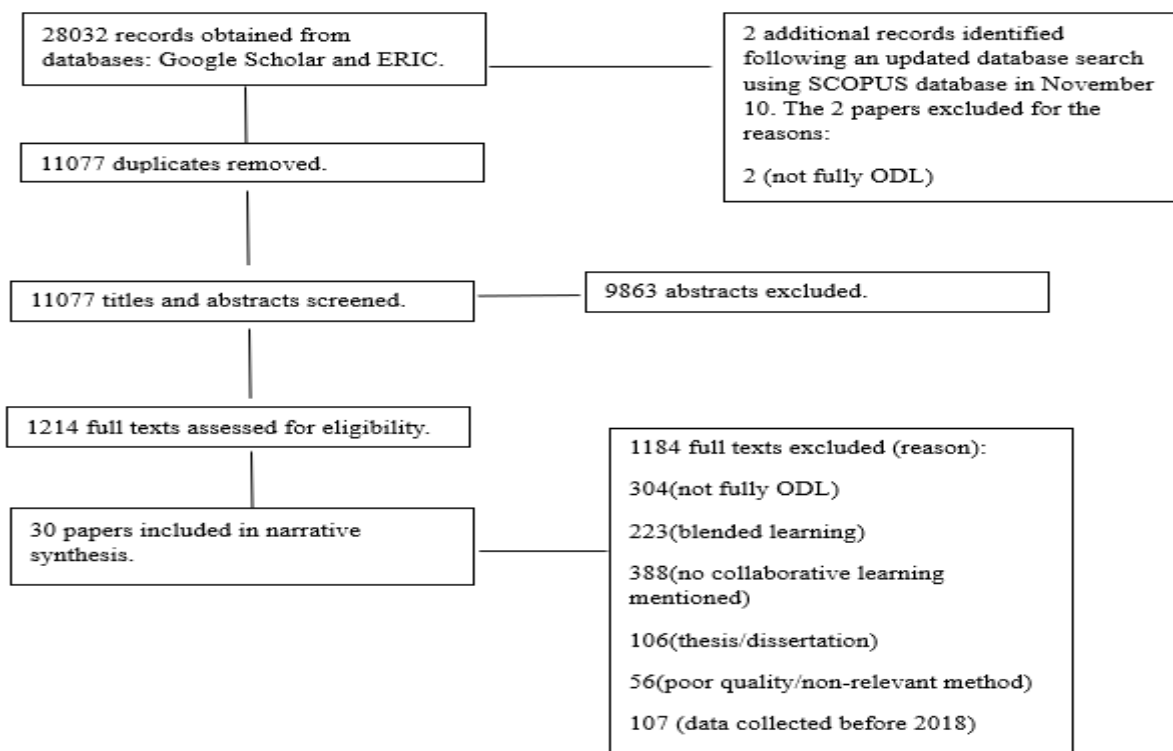 28032 records obtained from
databases: Google Scholar and ERIC.
2 additional records identified
following an updated database search
using SCOPUS database in November
10. The 2 papers excluded for the
reasons:
2 (not fully ODL)
11077 duplicates removed.
11077 titles and abstracts screened.
9863 abstracts excluded.
1214 full texts assessed for eligibility.
30 papers included in narrative
synthesis.
1184 full texts excluded (reason):
304(not fully ODL)
223(blended learning)
388(no collaborative learning
mentioned)
106(thesis/dissertation)
56(poor quality/non-relevant method)
107 (data collected before 2018)